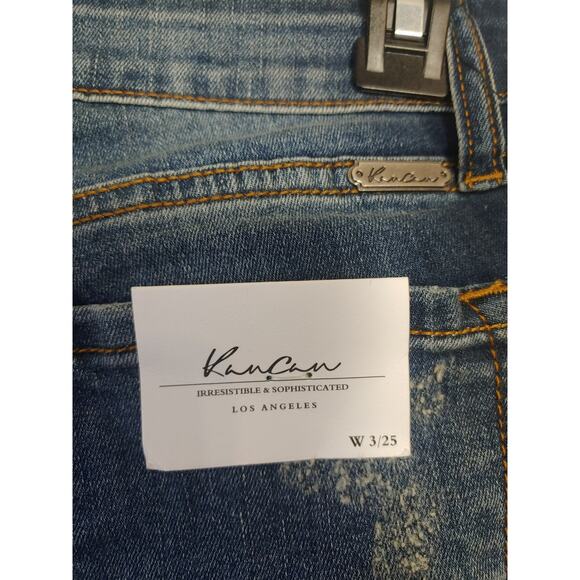 KanCan
KanCan
IRRESISTIBLE & SOPHISTICATED
LOS ANGELES
W 3/25